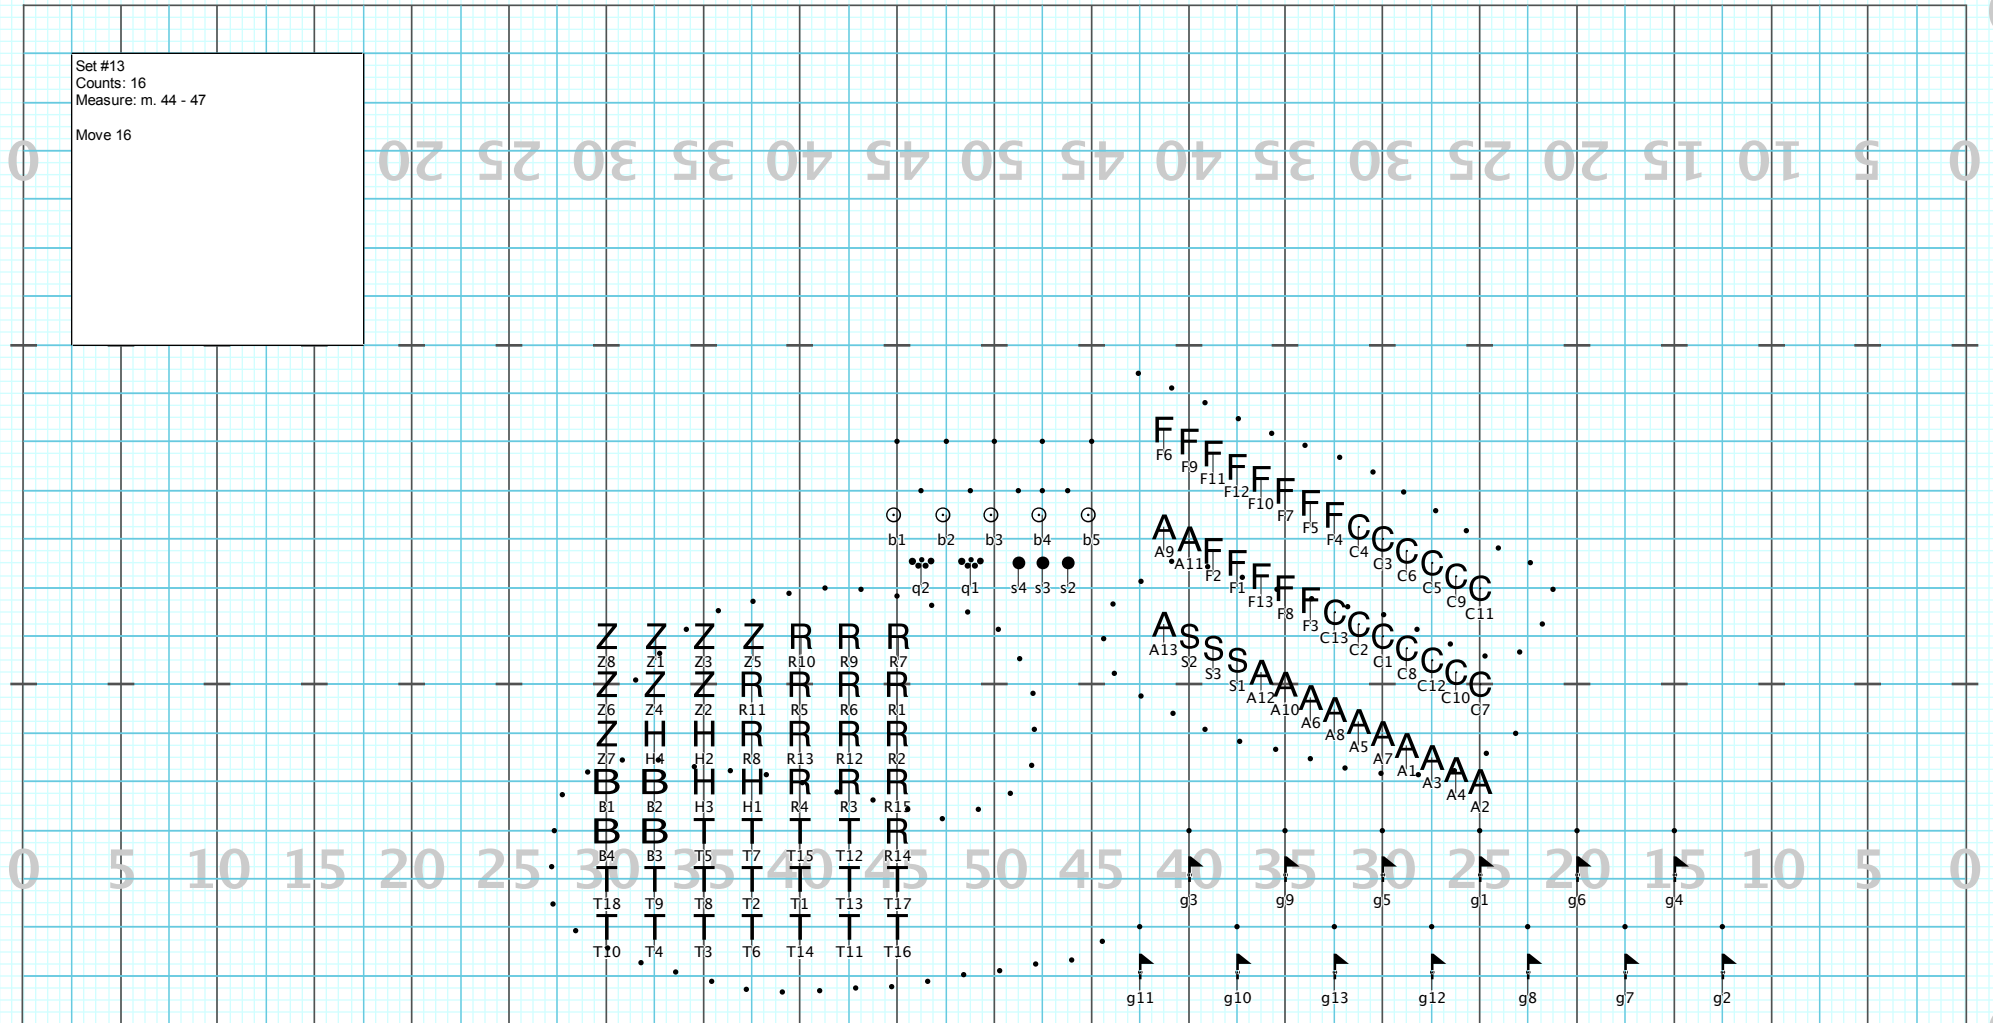 Set #13
Counts: 16
Measure: m. 44 - 47
Move 16
0 20 25 30 35 40 45 50 45 40 35 30 25 20 15 10 5 0
F F F F F F F F C C C C C C
F6 F9 F11 F12 F10 F7 F5 F4 C4 C3 C6 C5 C9 C11
b1 b2 b3 b4 b5
A A F F F F F C C C C C C C
A9 A11 F2 F1 F13 F8 F3 C13 C2 C1 C8 C12 C10 C7
q2 q1 s4 s3 s2
A S S S A A A A A A A A A A
A13 S2 S3 S1 A12 A10 A6 A8 A5 A7 A1 A3 A4 A2
Z Z Z Z R R R
Z8 Z1 Z3 Z5 R10 R9 R7
Z Z Z R R R R
Z6 Z4 Z2 R11 R5 R6 R1
Z H H R R R R
Z7 H4 H2 R8 R13 R12 R2
B B H H R R R
B1 B2 H3 H1 R4 R3 R15
B B T T T T R
B4 B3 T5 T7 T15 T12 R14
0 5 10 15 20 25 30 35 40 45 50 45 40 35 30 25 20 15 10 5 0
T T T T T T T
T18 T9 T8 T2 T1 T13 T17
g3 g9 g5 g1 g6 g4
T T T T T T T
T10 T4 T3 T6 T14 T11 T16
g11 g10 g13 g12 g8 g7 g2